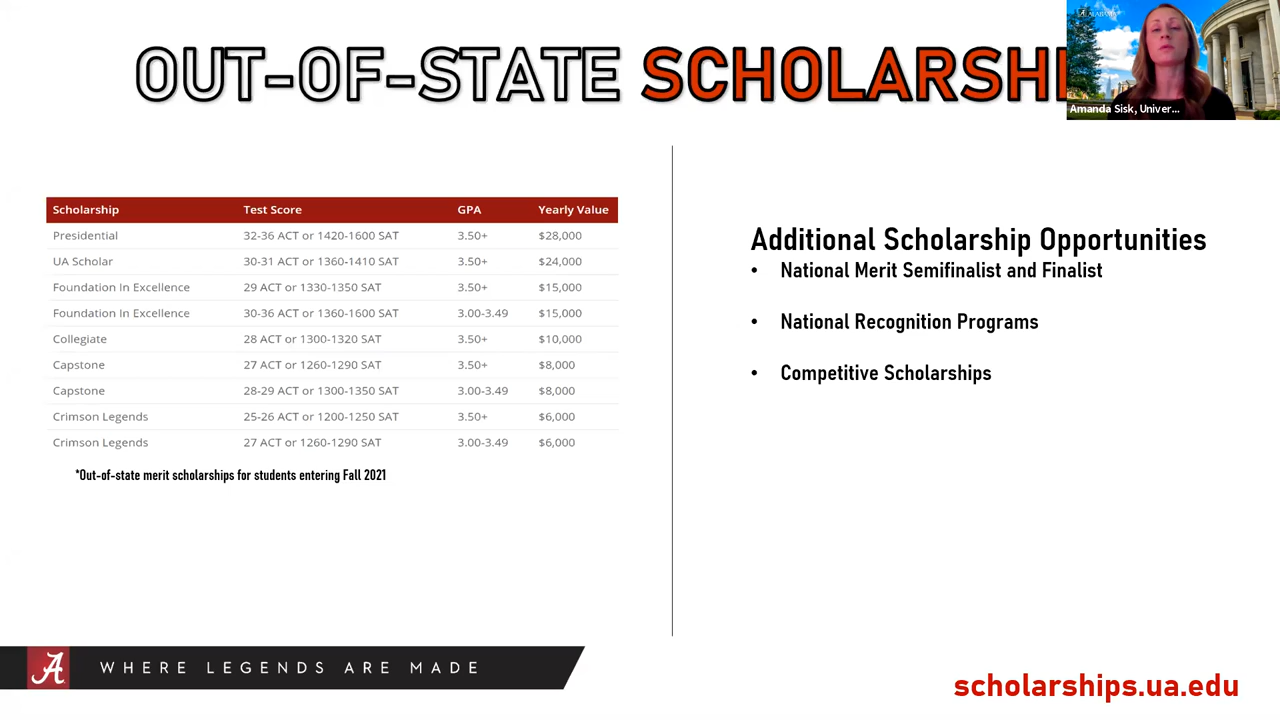 OUT-OF-STATE SCHOLARSHI
ALABAMA
Amanda Sisk, Univer...
Scholarship Test Score GPA Yearly Value
Presidential 32-36 ACT or 1420-1600 SAT 3.50+ $28,000
UA Scholar 30-31 ACT or 1360-1410 SAT 3.50+ $24,000
Foundation In Excellence 29 ACT or 1330-1350 SAT 3.50+ $15,000
Foundation In Excellence 30-36 ACT or 1360-1600 SAT 3.00-3.49 $15,000
Collegiate 28 ACT or 1300-1320 SAT 3.50+ $10,000
Capstone 27 ACT or 1260-1290 SAT 3.50+ $8,000
Capstone 28-29 ACT or 1300-1350 SAT 3.00-3.49 $8,000
Crimson Legends 25-26 ACT or 1200-1250 SAT 3.50+ $6,000
Crimson Legends 27 ACT or 1260-1290 SAT 3.00-3.49 $6,000
*Out-of-state merit scholarships for students entering Fall 2021
Additional Scholarship Opportunities
• National Merit Semifinalist and Finalist
• National Recognition Programs
• Competitive Scholarships
A WHERE LEGENDS ARE MADE
scholarships.ua.edu